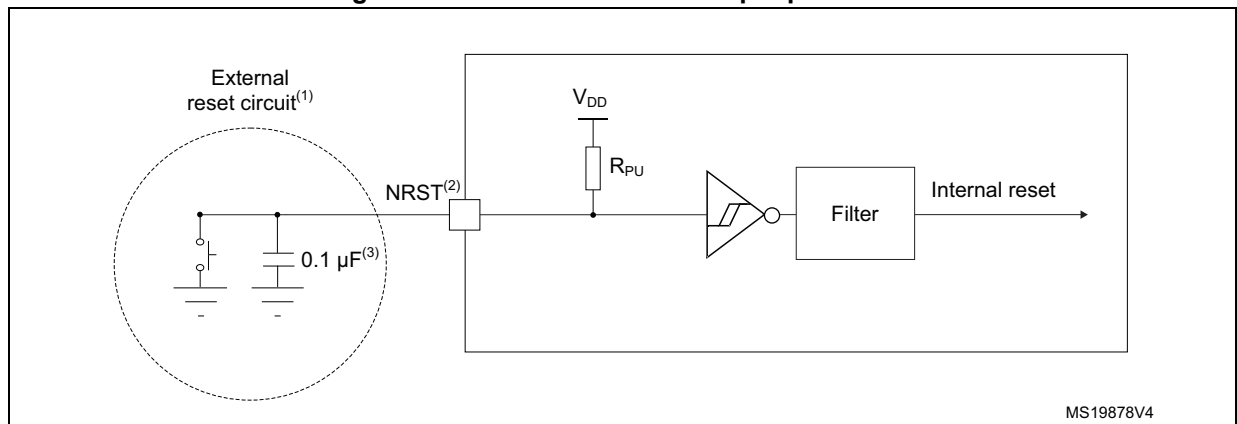 External
reset circuit(1)
VDD
RPU
NRST(2)
0.1 µF(3)
Filter
Internal reset
MS19878V4